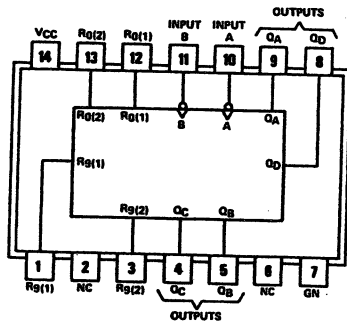 OUTPUTS
VCC R0(2) R0(1) INPUT B INPUT A QA QD
14 13 12 11 10 9 8
R0(2) R0(1) B A QA
R9(1) QD
R9(2) QC QB
1 2 3 4 5 6 7
R9(1) NC R9(2) QC QB NC GN
OUTPUTS